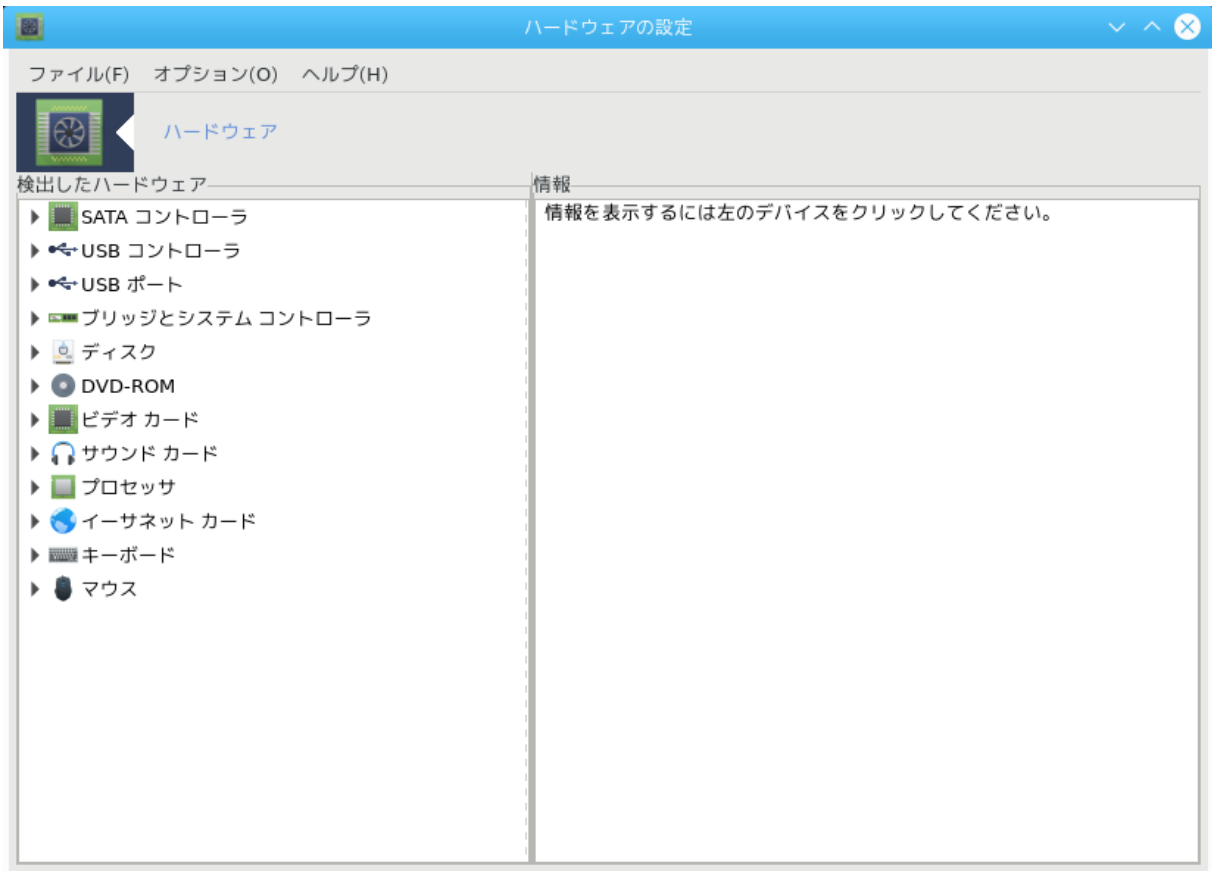 ハードウェアの設定
ファイル(F) オプション(O) ヘルプ(H)
ハードウェア
検出したハードウェア
SATA コントローラ
USB コントローラ
USB ポート
ブリッジとシステム コントローラ
ディスク
DVD-ROM
ビデオ カード
サウンド カード
プロセッサ
イーサネット カード
キーボード
マウス
情報
情報を表示するには左のデバイスをクリックしてください。